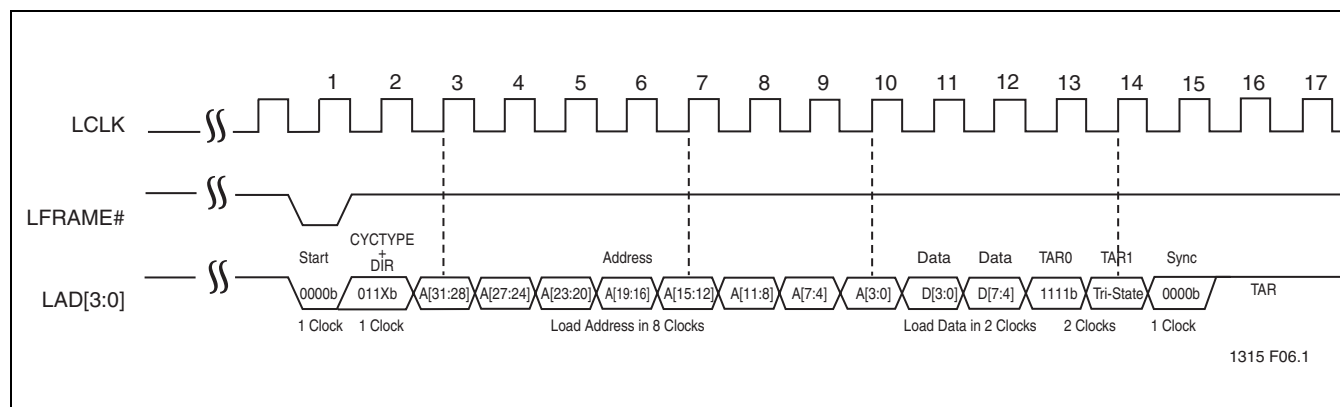 1 2 3 4 5 6 7 8 9 10 11 12 13 14 15 16 17
LCLK
LFRAME#
Start CYCTYPE + DIR Address Data Data TAR0 TAR1 Sync
LAD[3:0] 0000b 011Xb A[31:28] A[27:24] A[23:20] A[19:16] A[15:12] A[11:8] A[7:4] A[3:0] D[3:0] D[7:4] 1111b Tri-State 0000b TAR
1 Clock 1 Clock Load Address in 8 Clocks Load Data in 2 Clocks 2 Clocks 1 Clock
1315 F06.1